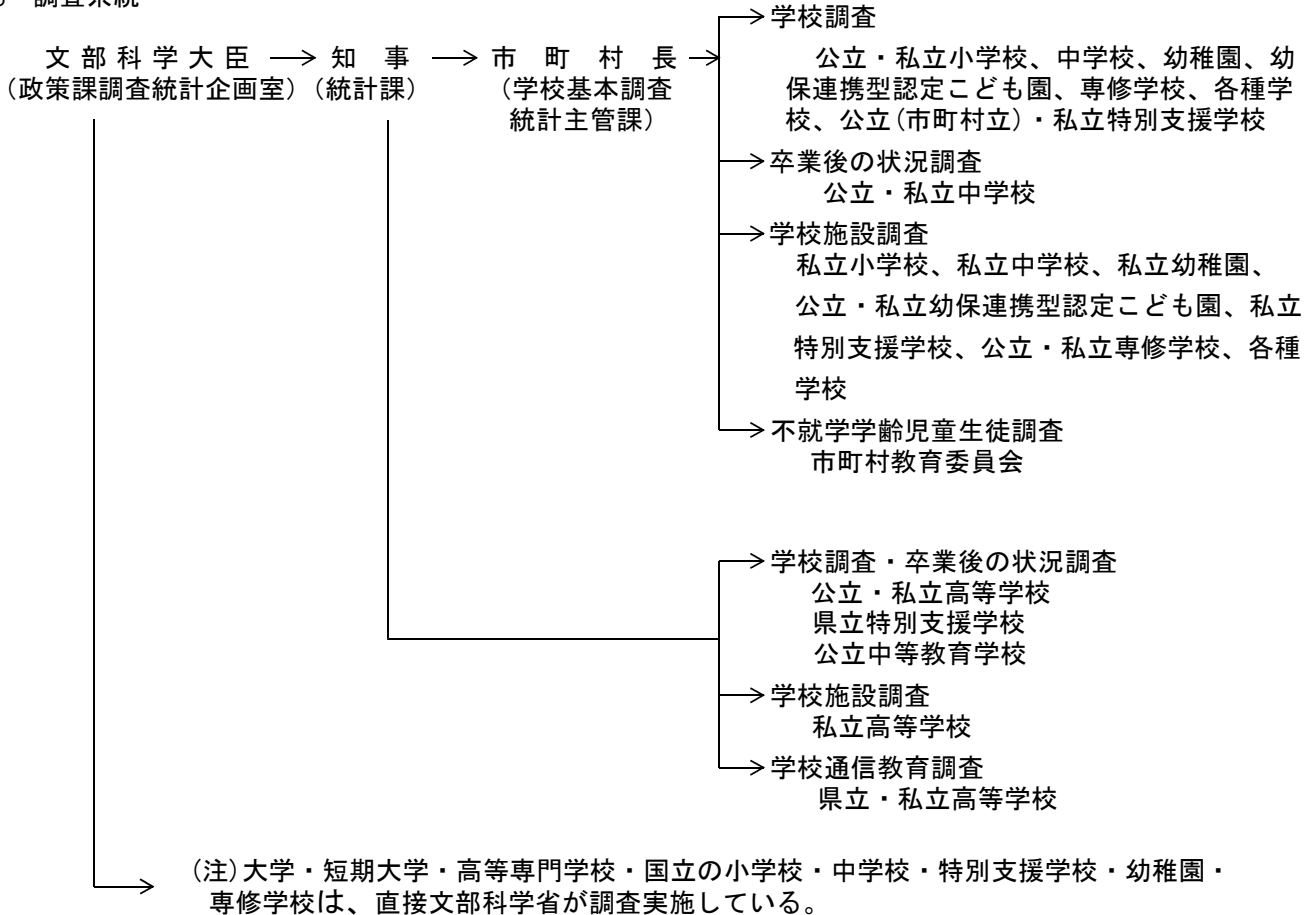 調査系統
文部科学大臣 → 知事 → 市町村長 →
(政策課調査統計企画室) (統計課) (学校基本調査
統計主管課)
→ 学校調査
公立・私立小学校、中学校、幼稚園、幼
保連携型認定こども園、専修学校、各種学
校、公立(市町村立)・私立特別支援学校
→ 卒業後の状況調査
公立・私立中学校
→ 学校施設調査
私立小学校、私立中学校、私立幼稚園、
公立・私立幼保連携型認定こども園、私立
特別支援学校、公立・私立専修学校、各種
学校
→ 不就学学齢児童生徒調査
市町村教育委員会
→ 学校調査・卒業後の状況調査
公立・私立高等学校
県立特別支援学校
公立中等教育学校
→ 学校施設調査
私立高等学校
→ 学校通信教育調査
県立・私立高等学校
→ (注)大学・短期大学・高等専門学校・国立の小学校・中学校・特別支援学校・幼稚園・
専修学校は、直接文部科学省が調査実施している。